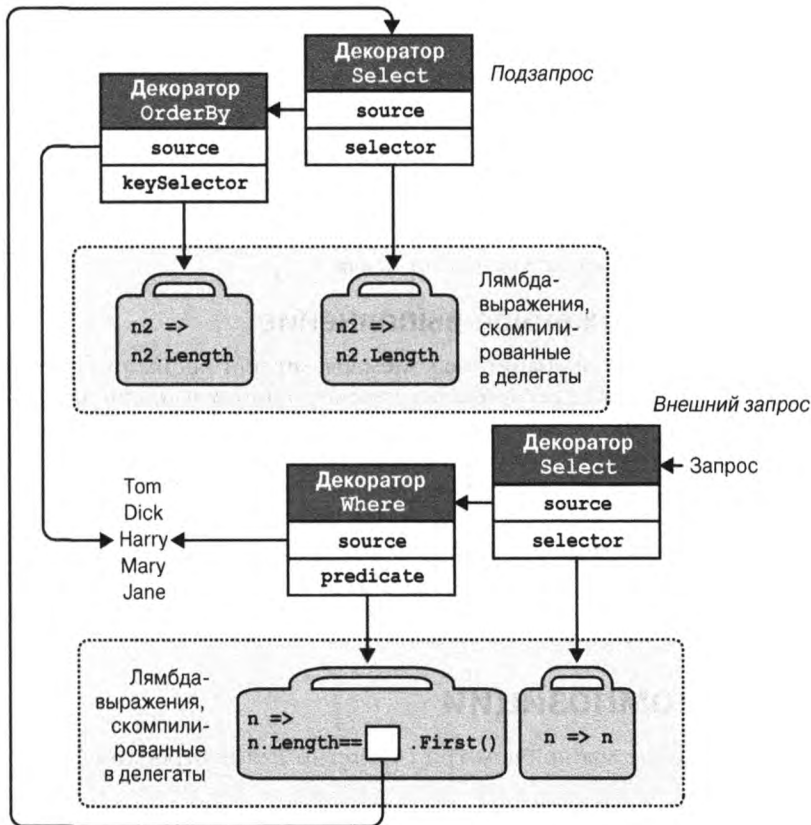 Декоратор
Select
source
selector
Подзапрос
Декоратор
OrderBy
source
keySelector
n2 =>
n2.Length
n2 =>
n2.Length
Лямбда-
выражения,
скомпили-
рованные
в делегаты
Внешний запрос
Декоратор
Select
source
selector
Запрос
Декоратор
Where
source
predicate
Tom
Dick
Harry
Mary
Jane
Лямбда-
выражения,
скомпили-
рованные
в делегаты
n =>
n.Length== .First()
n => n